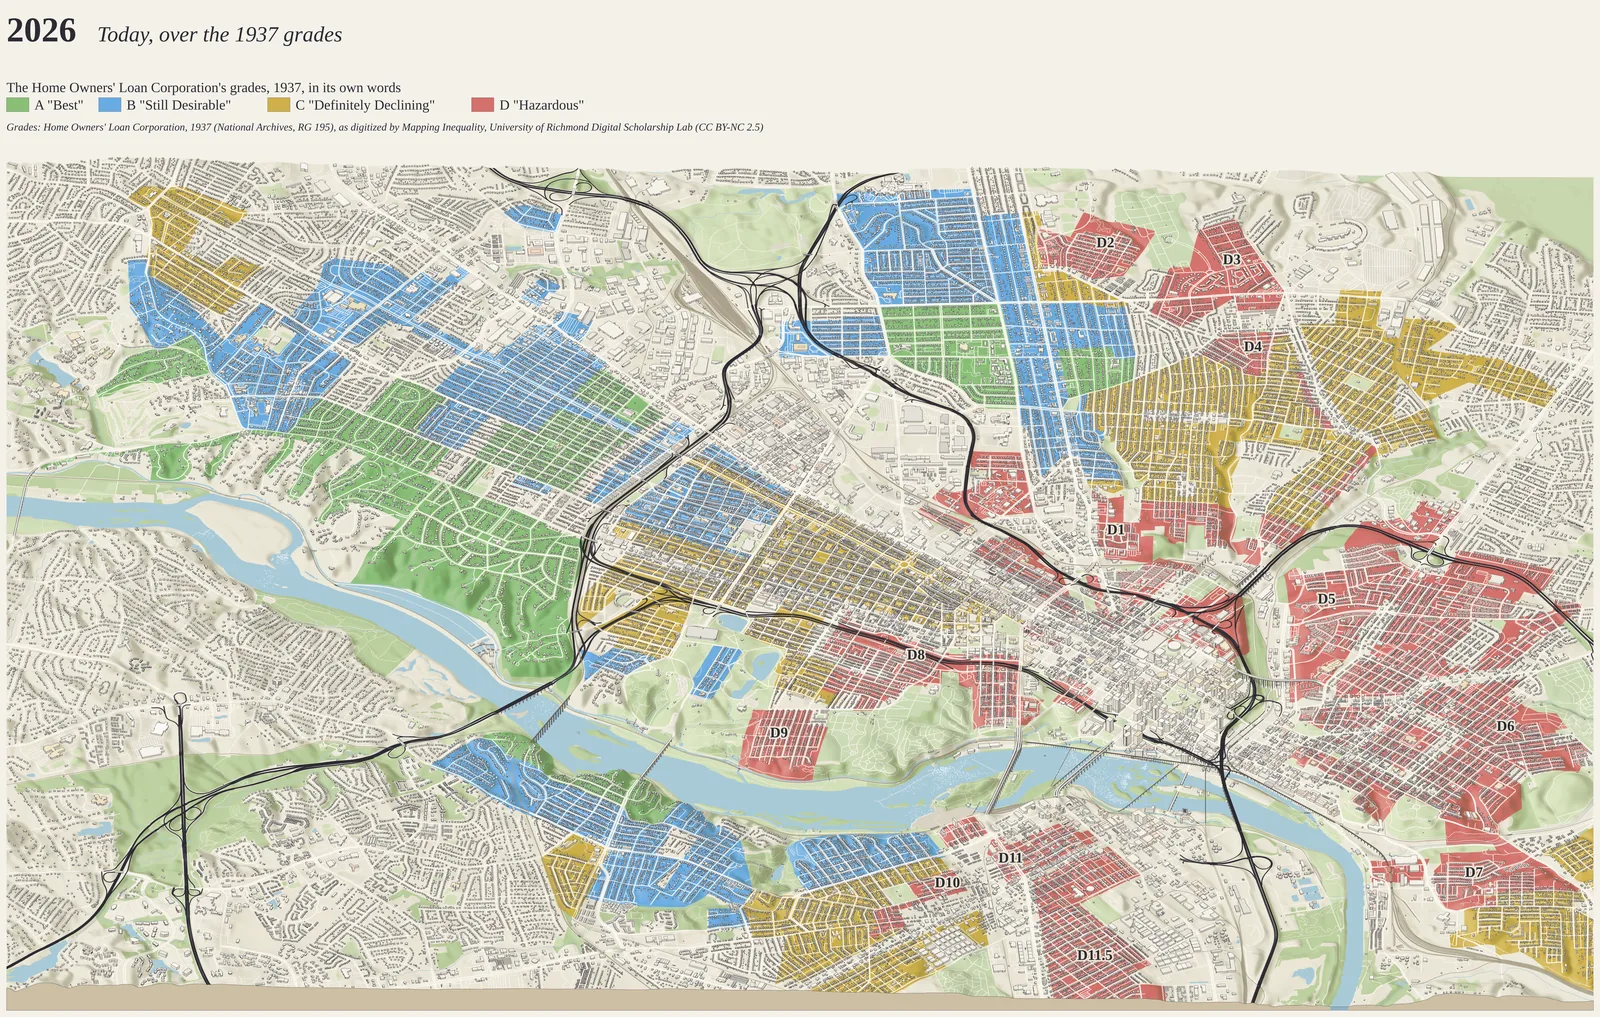 2026 Today, over the 1937 grades
The Home Owners' Loan Corporation's grades, 1937, in its own words
A "Best" B "Still Desirable" C "Definitely Declining" D "Hazardous"
Grades: Home Owners' Loan Corporation, 1937 (National Archives, RG 195), as digitized by Mapping Inequality, University of Richmond Digital Scholarship Lab (CC BY-NC 2.5)
D2
D3
D4
D1
D5
D8
D6
D9
D11
D7
D10
D11.5